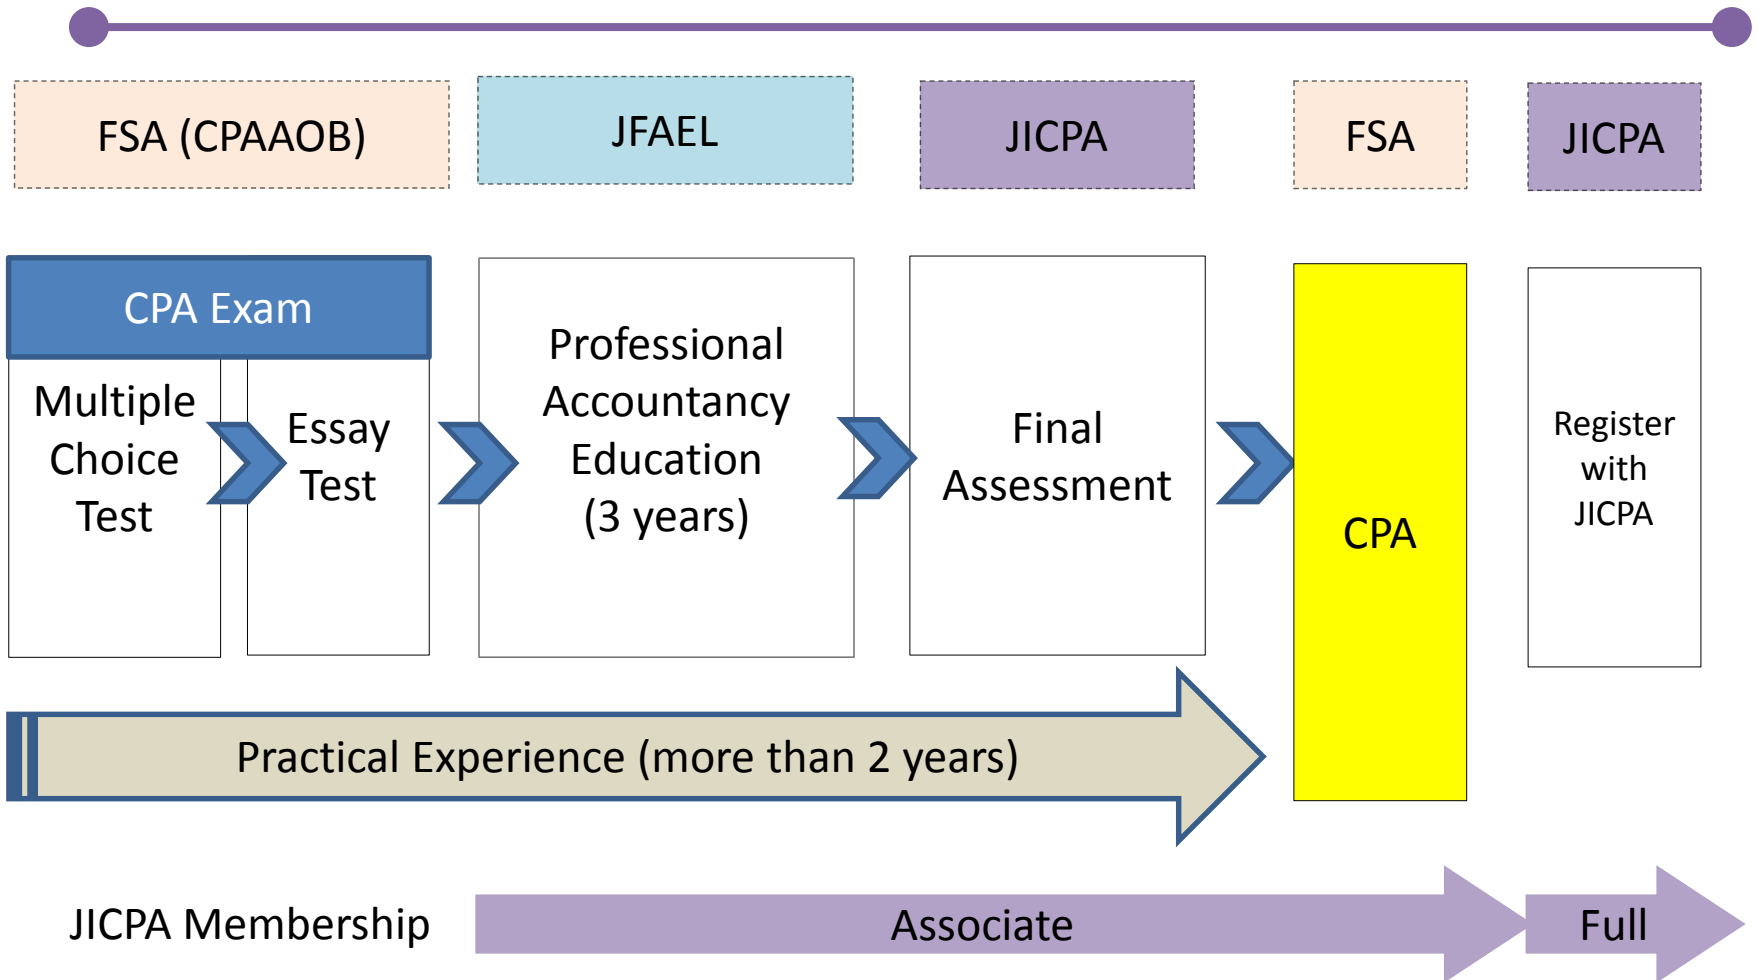 FSA (CPAAOB)
JFAEL
JICPA
FSA
JICPA
CPA Exam
Multiple
Choice
Test
Essay
Test
Professional
Accountancy
Education
(3 years)
Final
Assessment
CPA
Register
with
JICPA
Practical Experience (more than 2 years)
JICPA Membership
Associate
Full